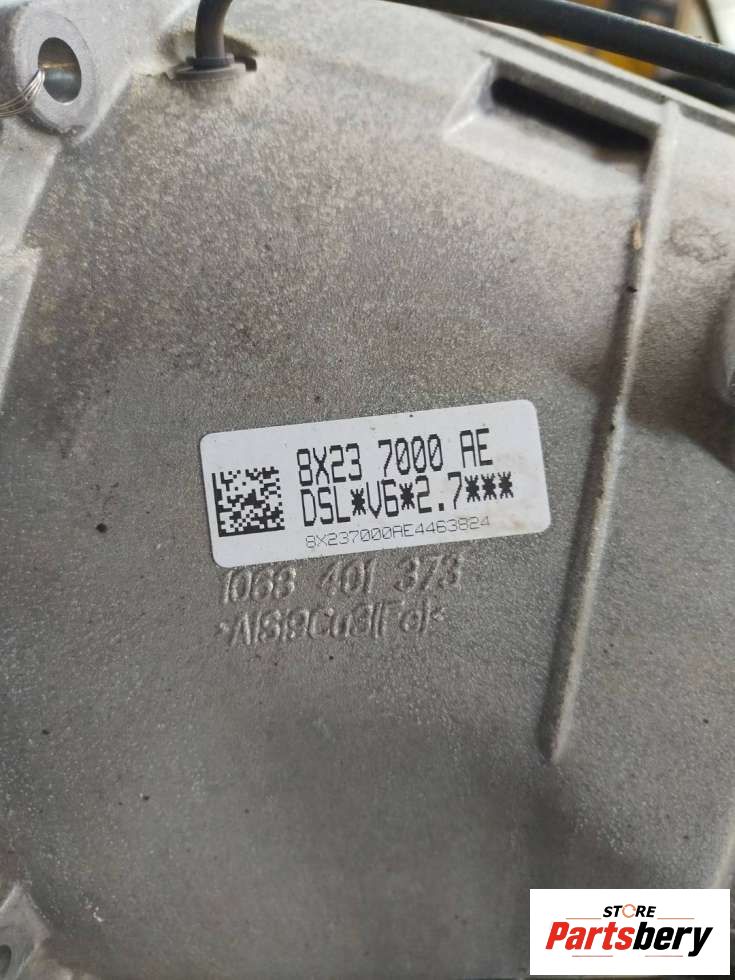 8X23 7000 AE
DSL*V6*2.7***
8X237000AE4463824
1068 401 373
>AlSi9Cu3(Fe)<
STORE
Partsbery